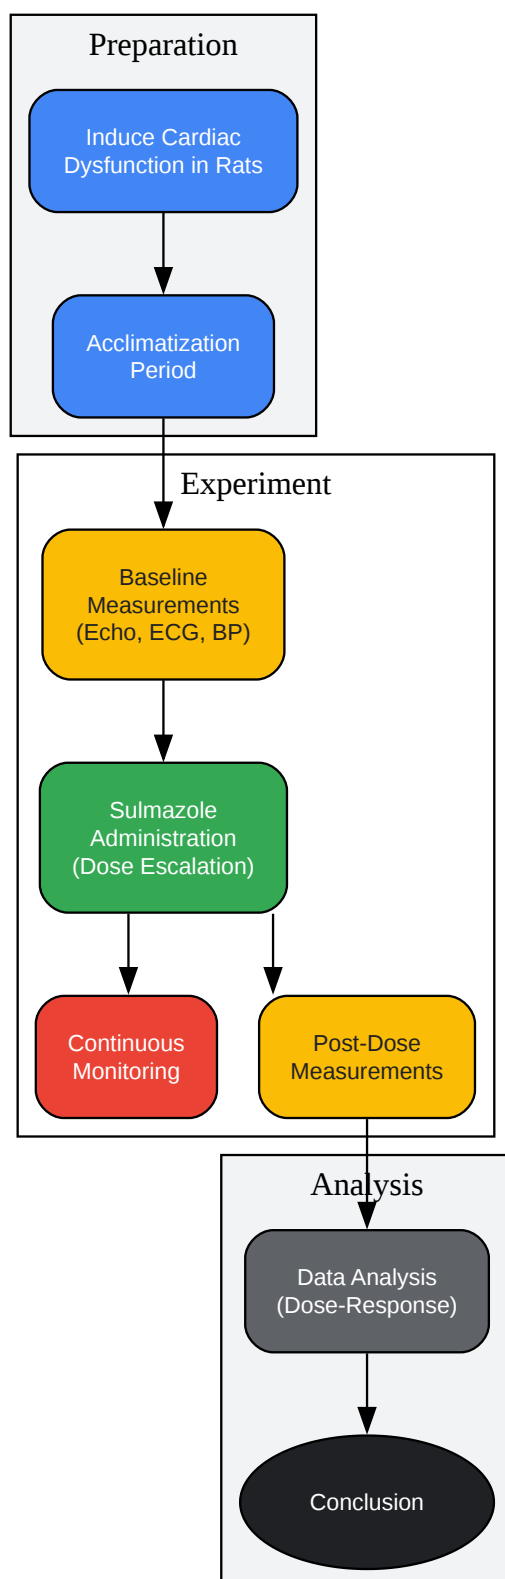 Preparation
Induce Cardiac
Dysfunction in Rats
Acclimatization
Period
Experiment
Baseline
Measurements
(Echo, ECG, BP)
Sulmazole
Administration
(Dose Escalation)
Continuous
Monitoring
Post-Dose
Measurements
Analysis
Data Analysis
(Dose-Response)
Conclusion